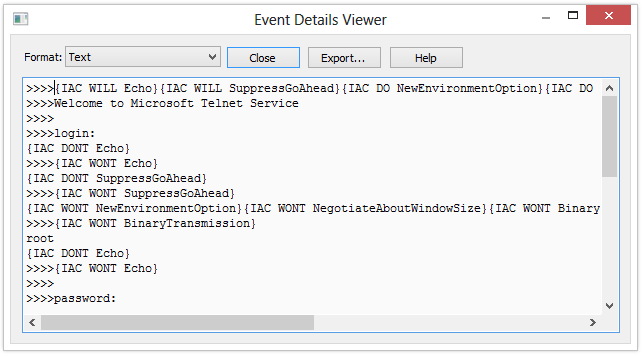 Event Details Viewer
Format: Text Close Export... Help
>>>>{IAC WILL Echo}{IAC WILL SuppressGoAhead}{IAC DO NewEnvironmentOption}{IAC DO
>>>>Welcome to Microsoft Telnet Service
>>>>
>>>>login:
{IAC DONT Echo}
>>>>{IAC WONT Echo}
{IAC DONT SuppressGoAhead}
>>>>{IAC WONT SuppressGoAhead}
{IAC WONT NewEnvironmentOption}{IAC WONT NegotiateAboutWindowSize}{IAC WONT Binary
>>>>{IAC WONT BinaryTransmission}
root
{IAC DONT Echo}
>>>>{IAC WONT Echo}
>>>>
>>>>password: